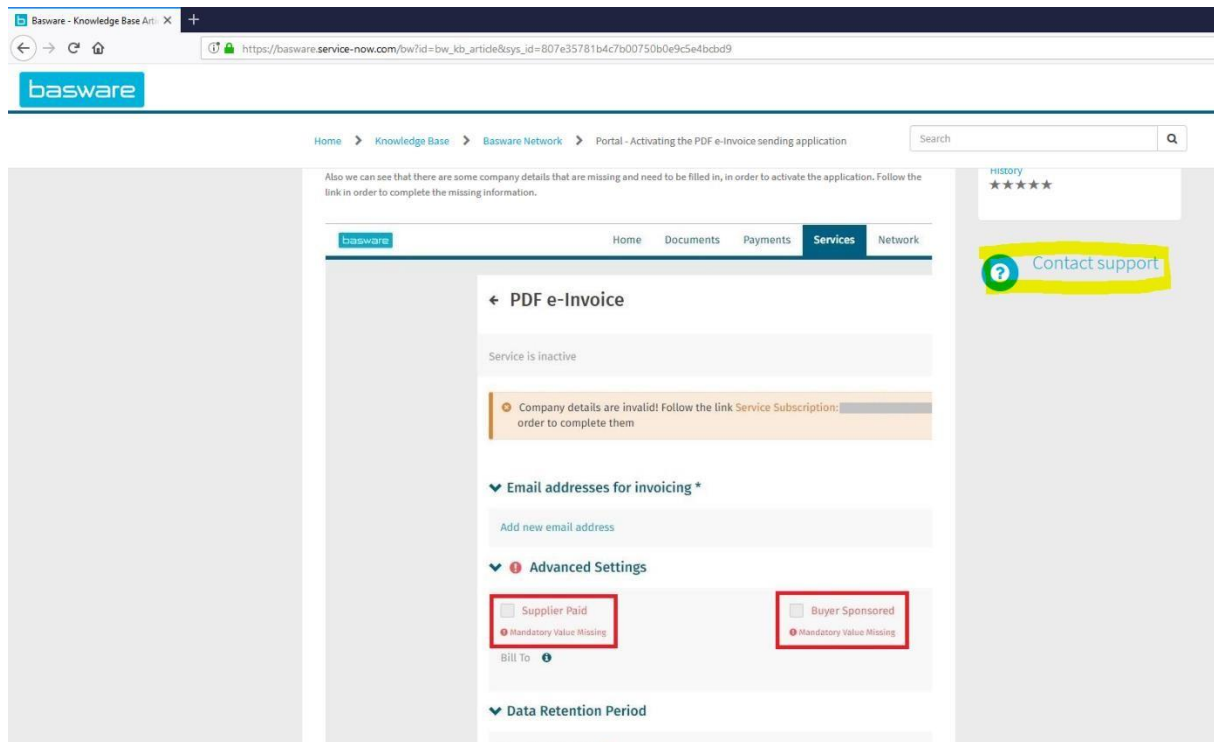 Basware - Knowledge Base Arti
https://basware.service-now.com/bw?id=bw_kb_article&sys_id=807e35781b4c7b00750b0e9c5e4bcbd9
basware
Home > Knowledge Base > Basware Network > Portal - Activating the PDF e-Invoice sending application
Search
Also we can see that there are some company details that are missing and need to be filled in, in order to activate the application. Follow the
link in order to complete the missing information.
History
★★★★★
Contact support
basware
Home Documents Payments Services Network
PDF e-Invoice
Service is inactive
Company details are invalid! Follow the link Service Subscription:
order to complete them
Email addresses for invoicing *
Add new email address
Advanced Settings
Supplier Paid
Buyer Sponsored
Mandatory Value Missing
Mandatory Value Missing
Bill To
Data Retention Period